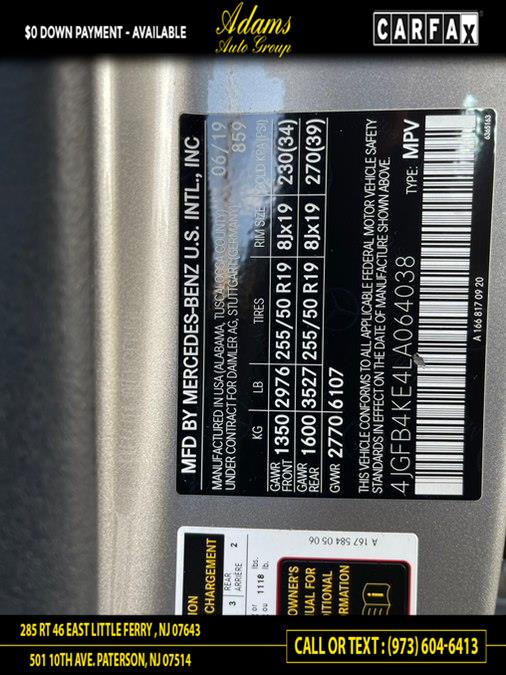 $0 DOWN PAYMENT - AVAILABLE
Adams
Auto Group
CARFAX
MFD BY MERCEDES-BENZ U.S. INTL., INC
MANUFACTURED IN USA (ALABAMA, TUSCALOOSA COUNTY) 06/19
UNDER CONTRACT FOR DAIMLER AG, STUTTGART (GERMANY) 859
KG LB TIRES RIM SIZE COLD KPA(PSI)
GAWR FRONT 1350 2976 255/50 R19 8Jx19 230(34)
GAWR REAR 1600 3527 255/50 R19 8Jx19 270(39)
GVWR 2770 6107
THIS VEHICLE CONFORMS TO ALL APPLICABLE FEDERAL MOTOR VEHICLE SAFETY
STANDARDS IN EFFECT ON THE DATE OF MANUFACTURE SHOWN ABOVE.
4JGFB4KE4LA064038 TYPE: MPV
A 166 817 09 20
6365163
A 167 584 05 06
CHARGEMENT
3 REAR ARRIÈRE 2
or ou 1118 lbs. lb.
OWNER'S
FOR
285 RT 46 EAST LITTLE FERRY , NJ 07643
501 10TH AVE. PATERSON, NJ 07514
CALL OR TEXT : (973) 604-6413